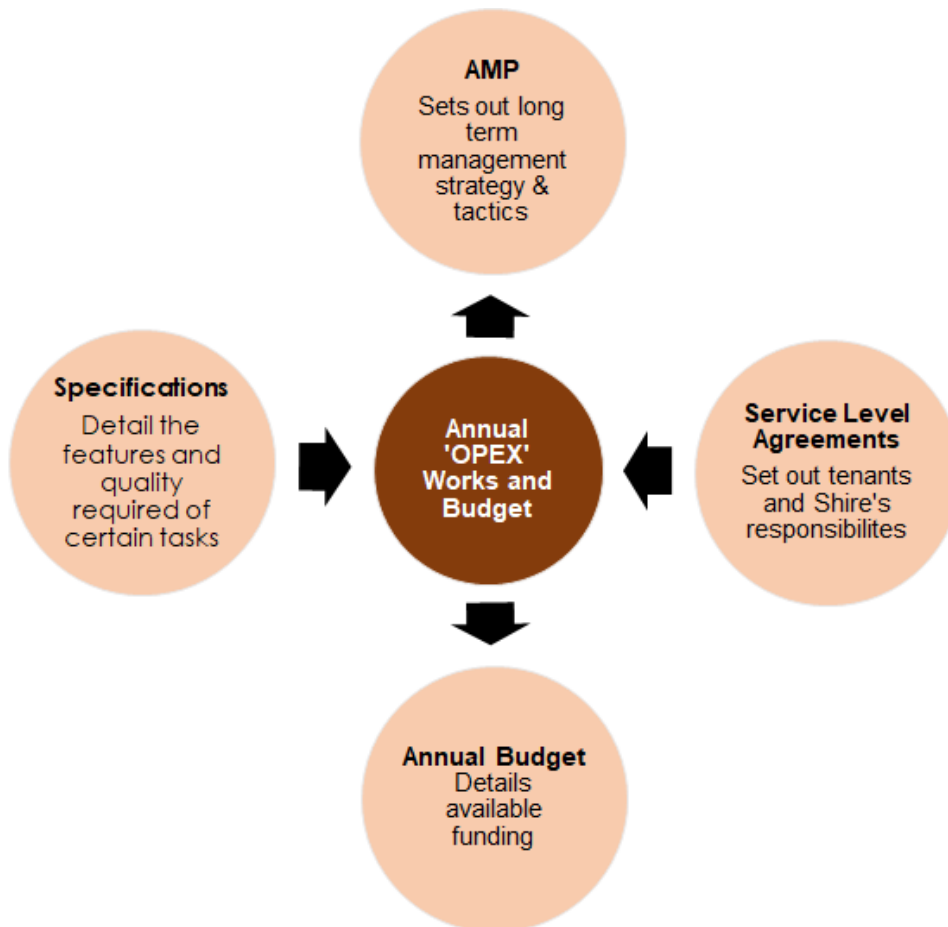 AMP
Sets out long
term
management
strategy &
tactics
Specifications
Detail the
features and
quality
required of
certain tasks
Annual
'OPEX'
Works and
Budget
Service Level
Agreements
Set out tenants
and Shire's
responsibilites
Annual Budget
Details
available
funding